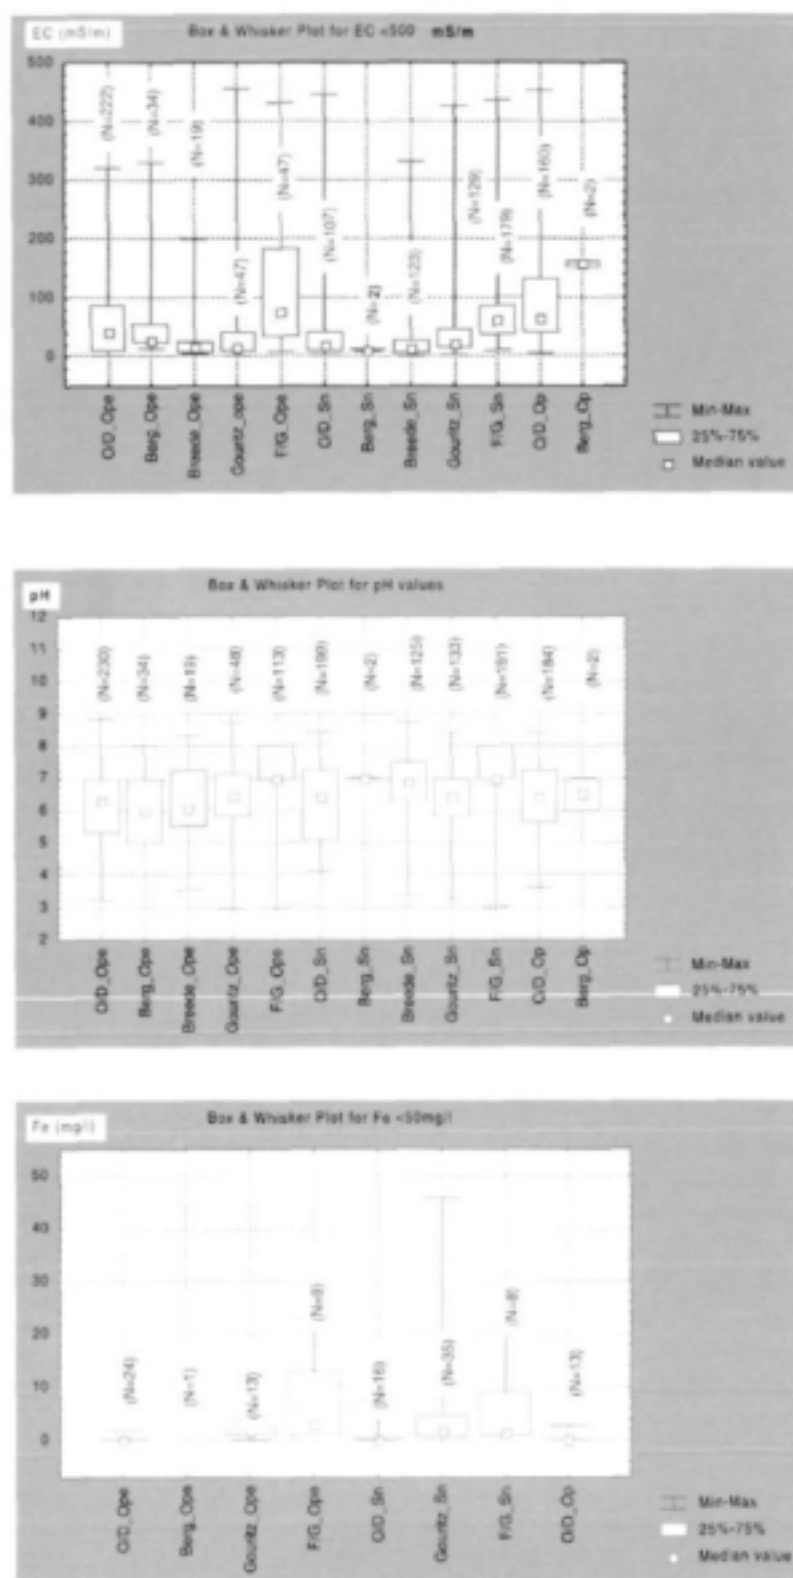 EC (mS/m)
Box & Whisker Plot for EC <500 mS/m
500
400
300
200
100
0
(N=222)
(N=34)
(N=19)
(N=47)
(N=47)
(N=107)
(N=2)
(N=123)
(N=129)
(N=179)
(N=160)
(N=2)
O/D_Ope
Berg_Ope
Breede_Ope
Gouritz_ope
F/G_Ope
O/D_Sn
Berg_Sn
Breede_Sn
Gouritz_Sn
F/G_Sn
O/D_Op
Berg_Op
Min-Max
25%-75%
Median value
pH
Box & Whisker Plot for pH values
12
11
10
9
8
7
6
5
4
3
2
(N=230)
(N=34)
(N=19)
(N=48)
(N=113)
(N=199)
(N=2)
(N=125)
(N=133)
(N=191)
(N=184)
(N=2)
O/D_Ope
Berg_Ope
Breede_Ope
Gouritz_Ope
F/G_Ope
O/D_Sn
Berg_Sn
Breede_Sn
Gouritz_Sn
F/G_Sn
O/D_Op
Berg_Op
Min-Max
25%-75%
Median value
Fe (mg/l)
Box & Whisker Plot for Fe <50mg/l
50
40
30
20
10
0
(N=24)
(N=1)
(N=13)
(N=9)
(N=16)
(N=35)
(N=8)
(N=13)
O/D_Ope
Berg_Ope
Gouritz_Ope
F/G_Ope
O/D_Sn
Gouritz_Sn
F/G_Sn
O/D_Op
Min-Max
25%-75%
Median value